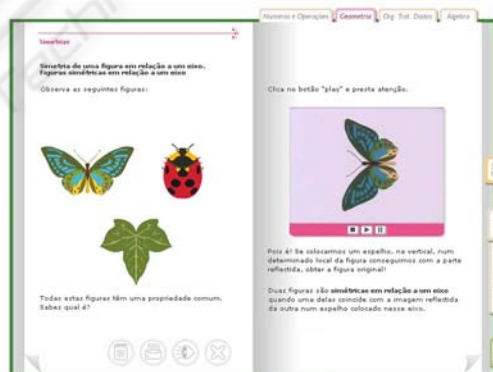 Números e Operações
Geometria
Org. Trat. Dados
Álgebra
Simetrias
Simetria de uma figura em relação a um eixo.
Figuras simétricas em relação a um eixo
Observa as seguintes figuras:
Todas estas figuras têm uma propriedade comum.
Sabes qual é?
Clica no botão "play" e presta atenção.
Pois é! Se colocarmos um espelho, na vertical, num
determinado local da figura conseguimos com a parte
reflectida, obter a figura original!
Duas figuras são simétricas em relação a um eixo
quando uma delas coincide com a imagem reflectida
da outra num espelho colocado nesse eixo.